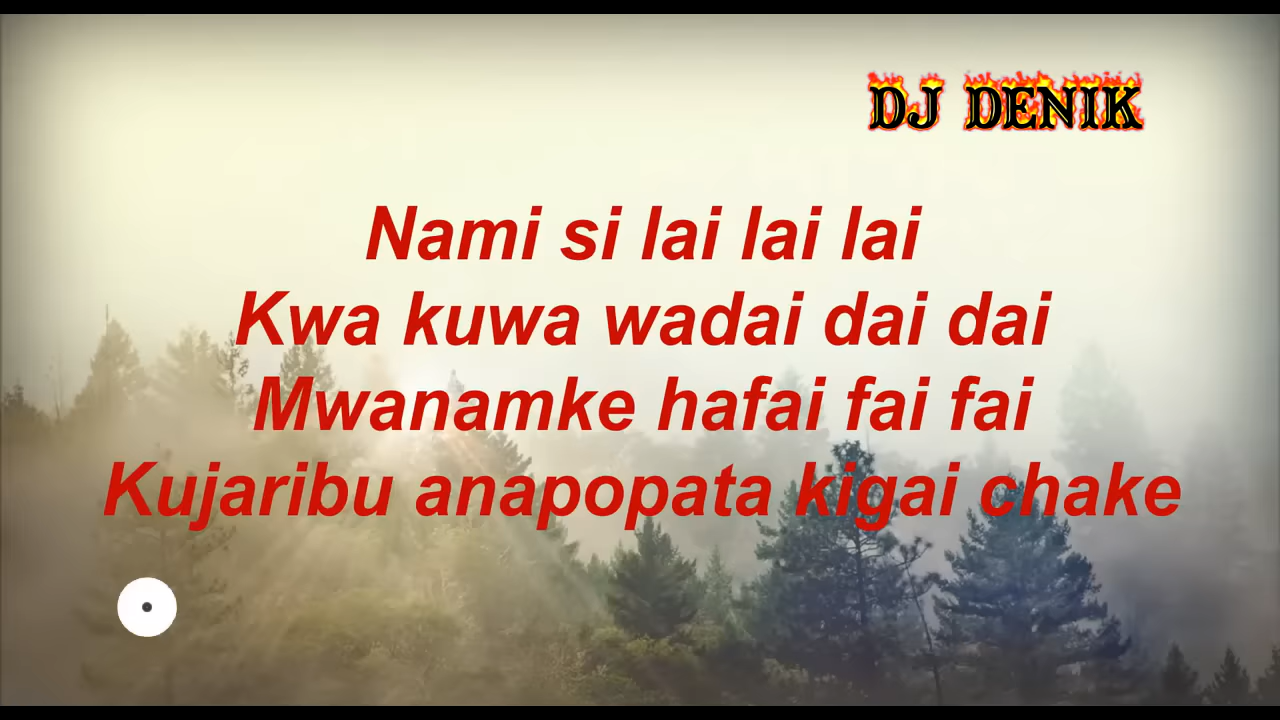 DJ DENIK
Nami si lai lai lai
Kwa kuwa wadai dai dai
Mwanamke hafai fai fai
Kujaribu anapopata kigai chake